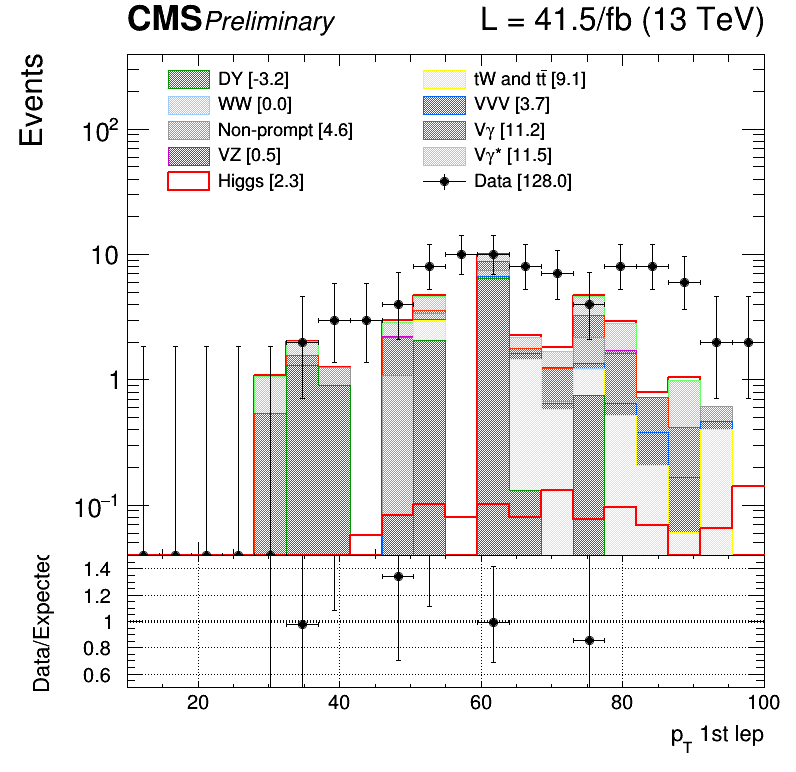 CMS Preliminary L = 41.5/fb (13 TeV)
Events
DY [-3.2]
WW [0.0]
Non-prompt [4.6]
VZ [0.5]
Higgs [2.3]
tW and tt̄ [9.1]
VVV [3.7]
Vγ [11.2]
Vγ* [11.5]
Data [128.0]
10²
10
1
10⁻¹
Data/Expected
1.4
1.2
1
0.8
0.6
20 40 60 80 100
p_T 1st lep